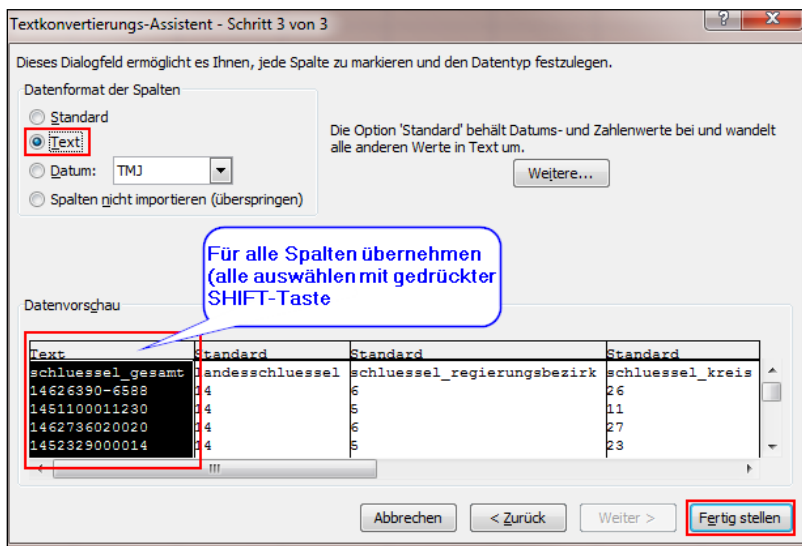 Textkonvertierungs-Assistent - Schritt 3 von 3
Dieses Dialogfeld ermöglicht es Ihnen, jede Spalte zu markieren und den Datentyp festzulegen.
Datenformat der Spalten
Standard
Text
Datum: TMJ
Spalten nicht importieren (überspringen)
Die Option 'Standard' behält Datums- und Zahlenwerte bei und wandelt
alle anderen Werte in Text um.
Weitere...
Für alle Spalten übernehmen
(alle auswählen mit gedrückter
SHIFT-Taste
Datenvorschau
Text Standard Standard Standard
schluessel_gesamt landesschluessel schluessel_regierungsbezirk schluessel_kreis
14626390-6588 14 6 26
1451100011230 14 5 11
1462736020020 14 6 27
1452329000014 14 5 23
Abbrechen < Zurück Weiter > Fertig stellen